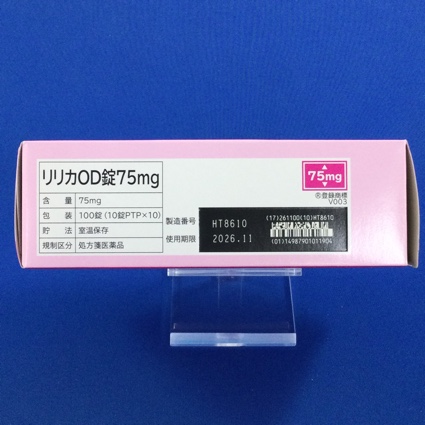 リリカOD錠75mg
含 量 75mg
包 装 100錠(10錠PTP×10)
貯 法 室温保存
規制区分 処方箋医薬品
製造番号 HT8610
使用期限 2026.11
(17)261100(10)HT8610
(01)14987901011904
75mg
®登録商標
V003